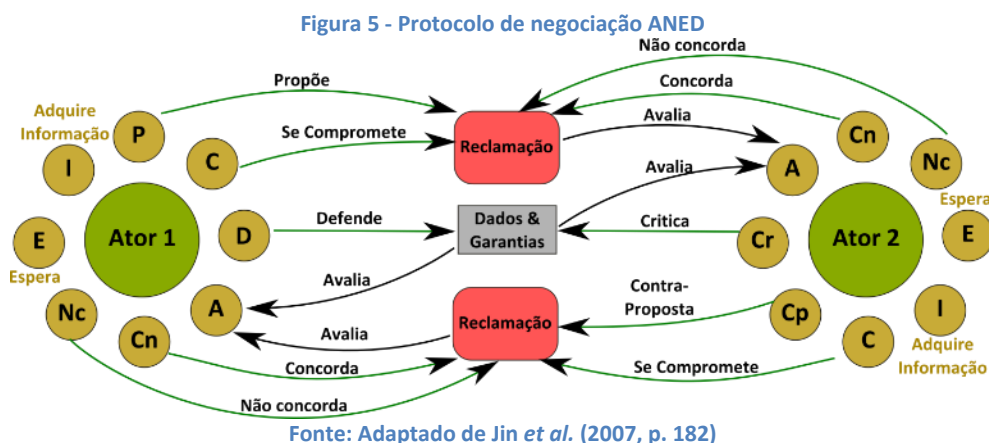 Figura 5 - Protocolo de negociação ANED
Não concorda
Propõe
Concorda
Adquire
Informação
P
Se Compromete
Reclamação
Avalia
Cn
I
C
Avalia
A
Nc
Espera
E
Ator 1
D
Defende
Dados &
Garantias
Critica
Cr
Ator 2
E
Espera
Avalia
Contra-
Proposta
Nc
A
Avalia
Reclamação
Cp
I
Cn
Concorda
Se Compromete
C
Adquire
Informação
Não concorda
Fonte: Adaptado de Jin et al. (2007, p. 182)